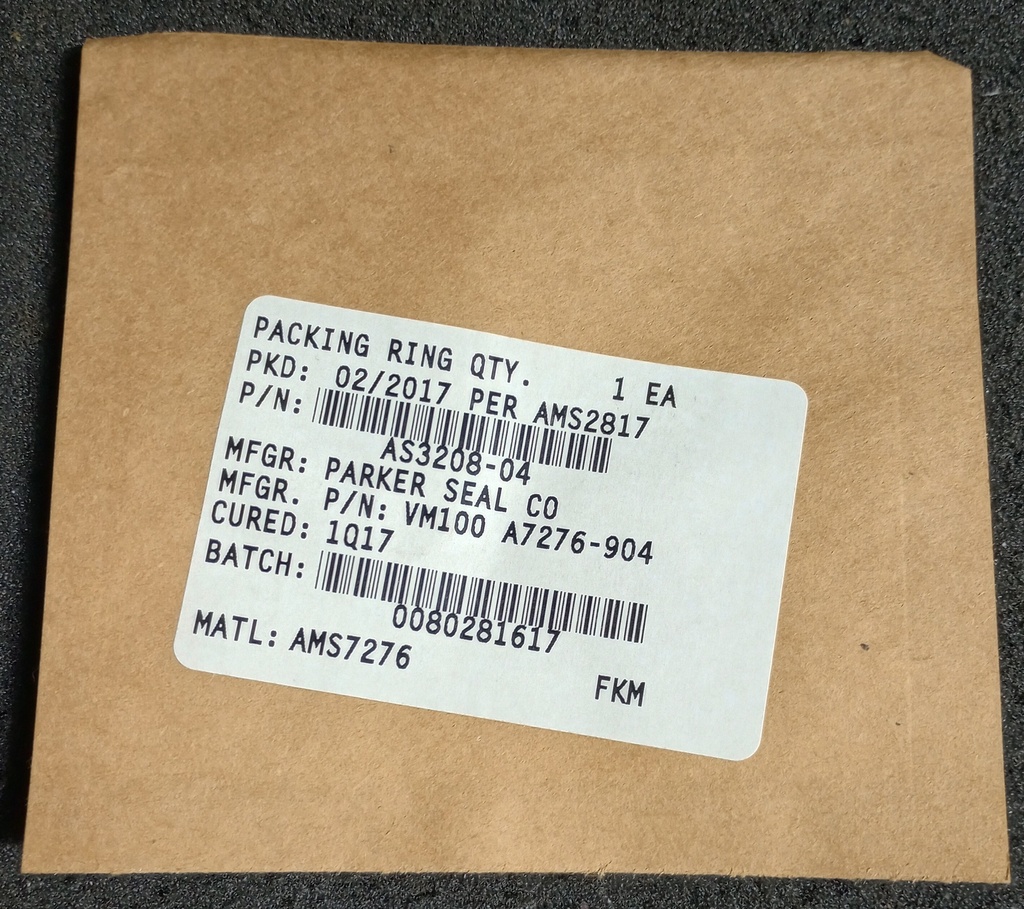 PACKING RING QTY. 1 EA
PKD: 02/2017 PER AMS2817
P/N:
AS3208-04
MFGR: PARKER SEAL CO
MFGR. P/N: VM100 A7276-904
CURED: 1Q17
BATCH:
0080281617
MATL: AMS7276
FKM